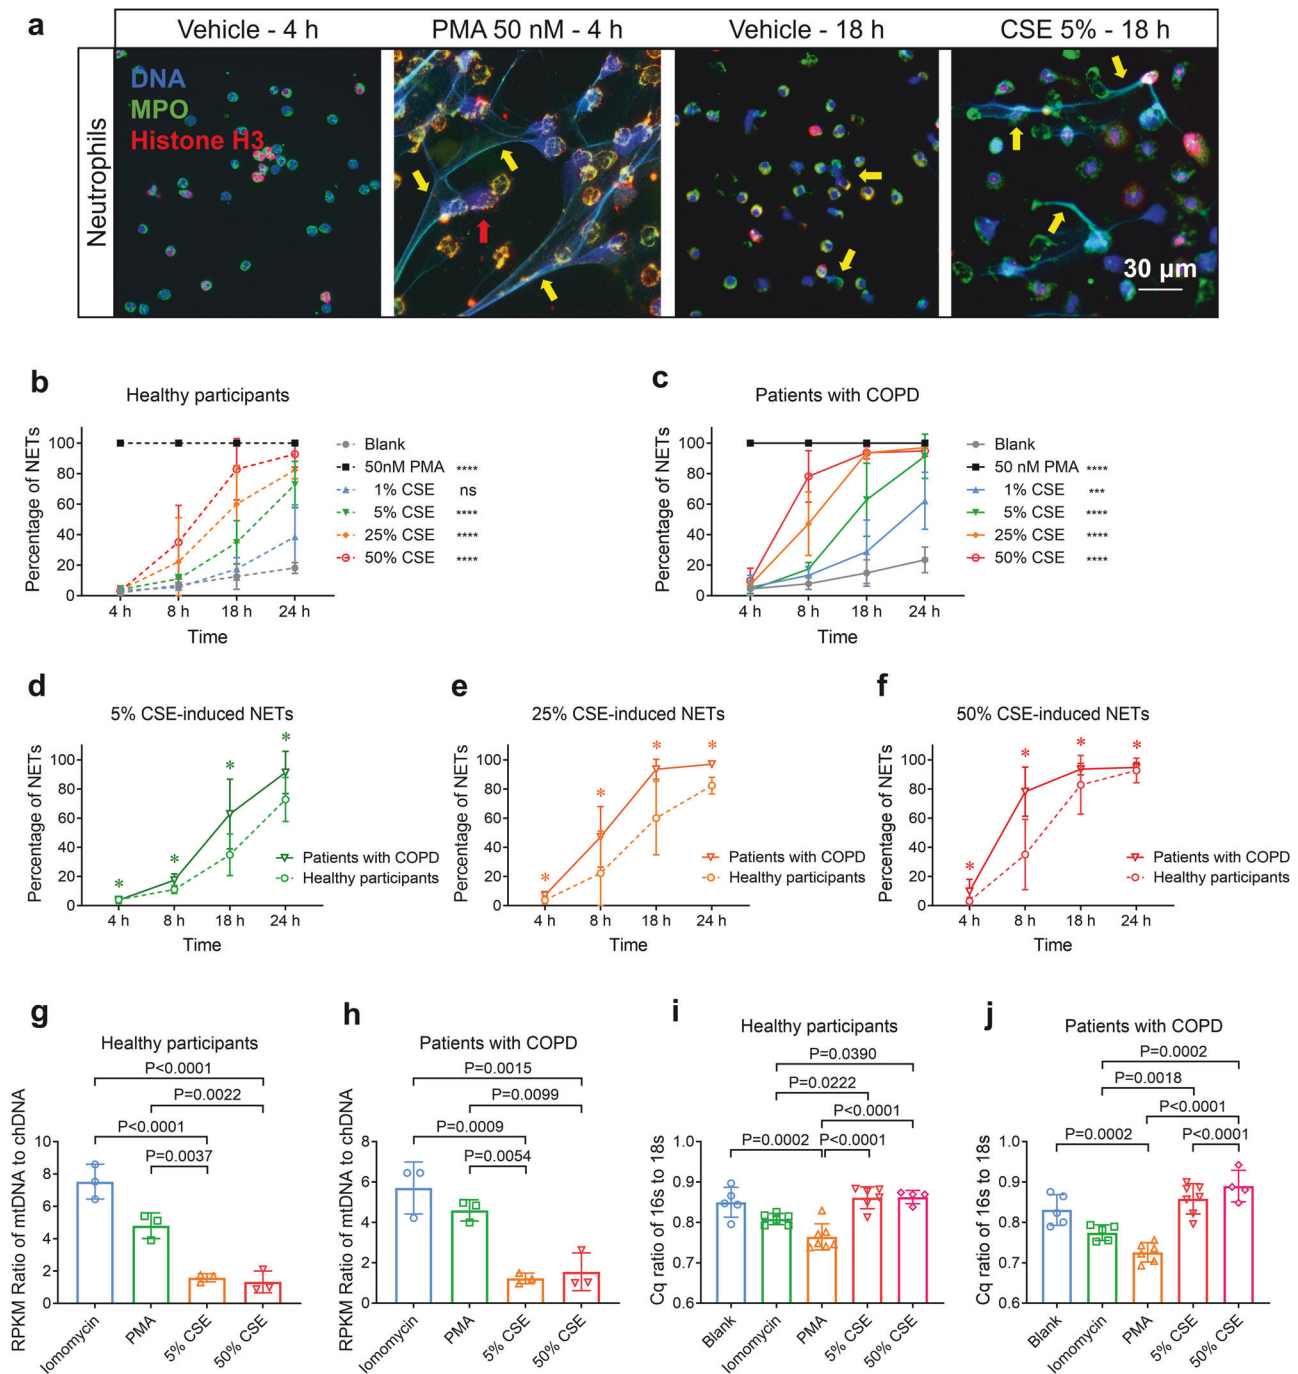 a
Vehicle - 4 h
PMA 50 nM - 4 h
Vehicle - 18 h
CSE 5% - 18 h
Neutrophils
DNA
MPO
Histone H3
30 µm
b
Healthy participants
Percentage of NETs
100
80
60
40
20
0
4 h
8 h
18 h
24 h
Time
Blank
50nM PMA ****
1% CSE ns
5% CSE ****
25% CSE ****
50% CSE ****
c
Patients with COPD
Percentage of NETs
100
80
60
40
20
0
4 h
8 h
18 h
24 h
Time
Blank
50 nM PMA ****
1% CSE ***
5% CSE ****
25% CSE ****
50% CSE ****
d
5% CSE-induced NETs
Percentage of NETs
100
80
60
40
20
0
*
*
*
*
Patients with COPD
Healthy participants
4 h
8 h
18 h
24 h
Time
e
25% CSE-induced NETs
Percentage of NETs
100
80
60
40
20
0
*
*
*
*
Patients with COPD
Healthy participants
4 h
8 h
18 h
24 h
Time
f
50% CSE-induced NETs
Percentage of NETs
100
80
60
40
20
0
*
*
*
*
Patients with COPD
Healthy participants
4 h
8 h
18 h
24 h
Time
g
Healthy participants
P<0.0001
P=0.0022
P<0.0001
P=0.0037
RPKM Ratio of mtDNA to chDNA
10
8
6
4
2
0
Iomomycin
PMA
5% CSE
50% CSE
h
Patients with COPD
P=0.0015
P=0.0099
P=0.0009
P=0.0054
RPKM Ratio of mtDNA to chDNA
8
6
4
2
0
Iomomycin
PMA
5% CSE
50% CSE
i
Healthy participants
P=0.0390
P=0.0222
P<0.0001
P=0.0002
P<0.0001
Cq ratio of 16s to 18s
1.0
0.9
0.8
0.7
0.6
Blank
Iomomycin
PMA
5% CSE
50% CSE
j
Patients with COPD
P=0.0002
P=0.0018
P<0.0001
P=0.0002
P<0.0001
Cq ratio of 16s to 18s
1.0
0.9
0.8
0.7
0.6
Blank
Iomomycin
PMA
5% CSE
50% CSE